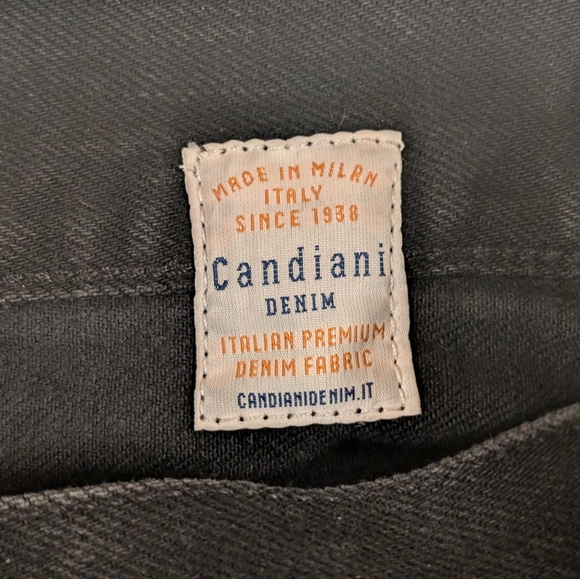 MADE IN MILAN
ITALY
SINCE 1938
Candiani
DENIM
ITALIAN PREMIUM
DENIM FABRIC
CANDIANIDENIM.IT